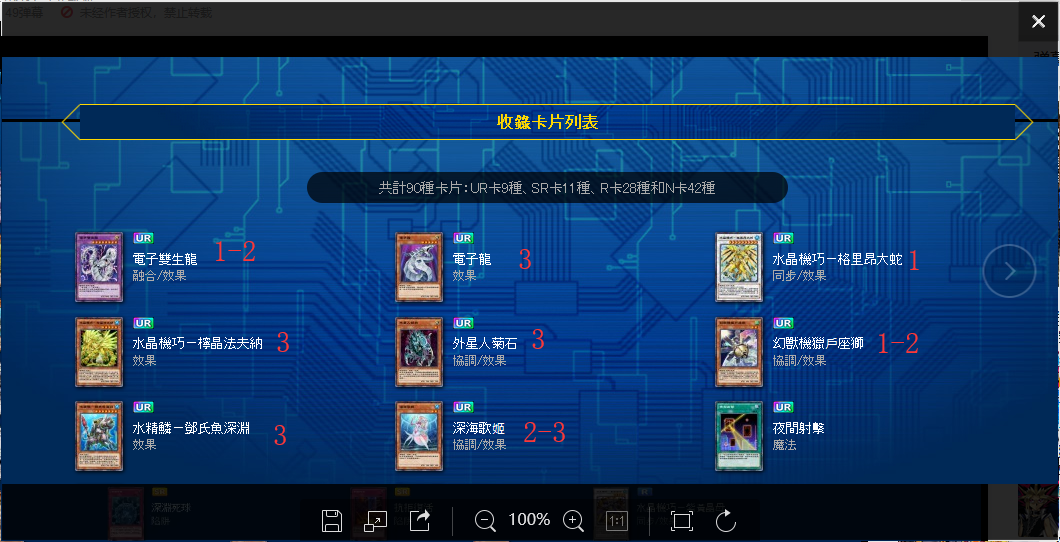 未经作者授权，禁止转载
收錄卡片列表
共計90種卡片：UR卡9種、SR卡11種、R卡28種和N卡42種
UR
電子雙生龍 1-2
融合/效果
UR
電子龍 3
效果
UR
水晶機巧－格里昂大蛇 1
同步/效果
UR
水晶機巧－檸晶法夫納 3
效果
UR
外星人菊石 3
協調/效果
UR
幻獸機獵戶座獅 1-2
協調/效果
UR
水精鱗－鄧氏魚深淵 3
效果
UR
深海歌姬 2-3
協調/效果
UR
夜間射擊
魔法
100%
1:1